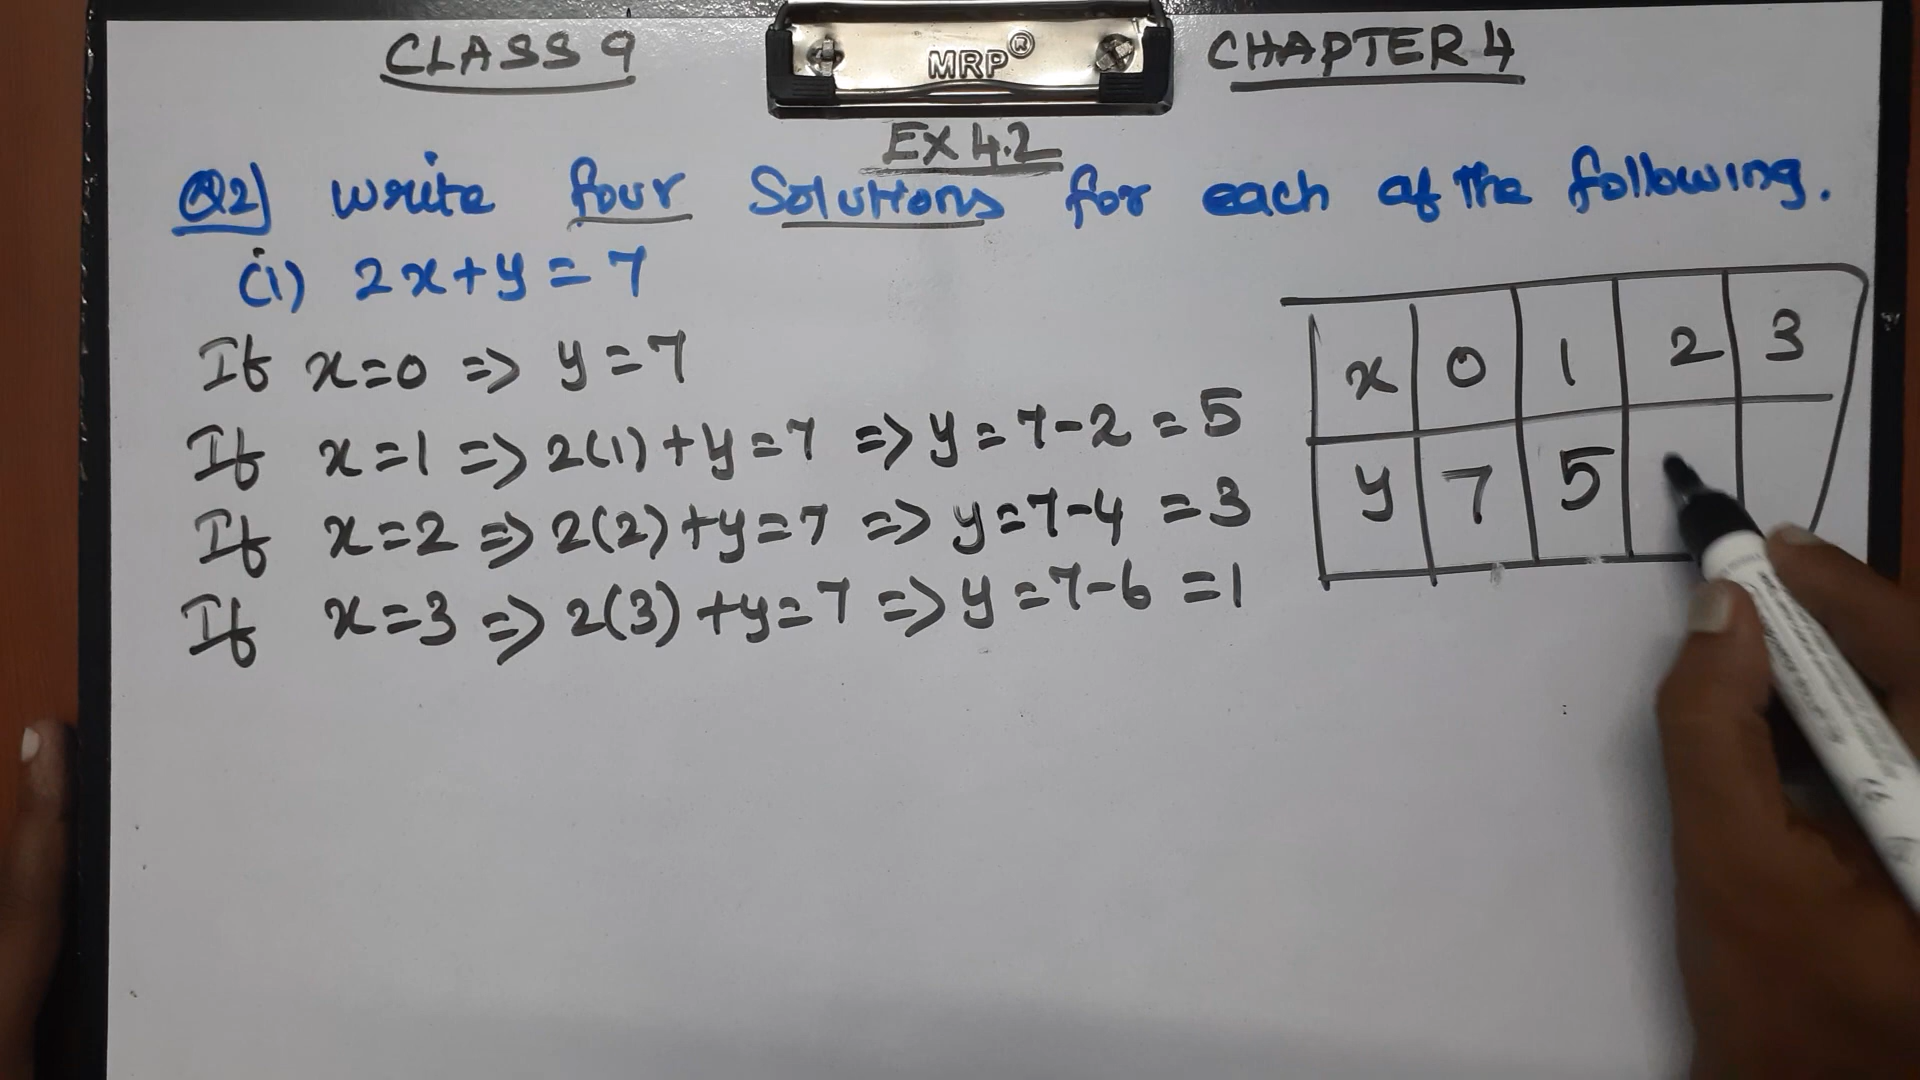 CLASS 9
MRP®
CHAPTER 4
EX 4.2
Q2) Write four Solutions for each of the following.
(i) 2x+y=7
If x=0 => y=7
If x=1 => 2(1)+y=7 => y=7-2=5
If x=2 => 2(2)+y=7 => y=7-4=3
If x=3 => 2(3)+y=7 => y=7-6=1
x 0 1 2 3
y 7 5